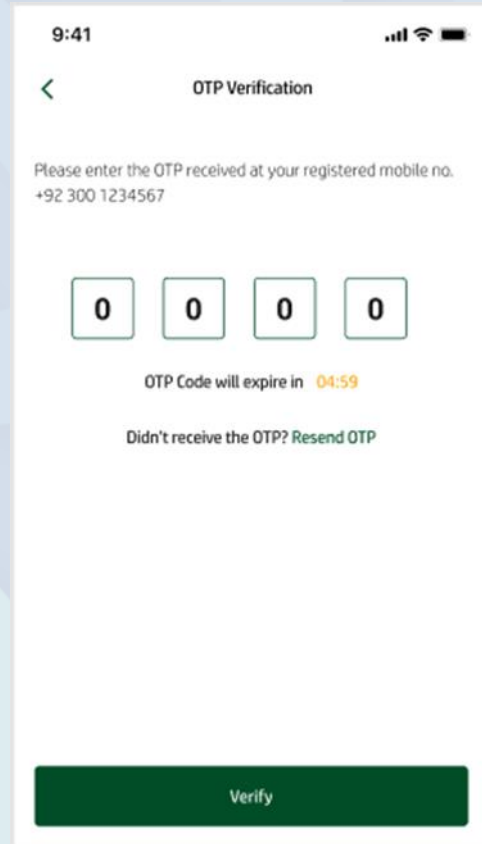 9:41
OTP Verification
Please enter the OTP received at your registered mobile no.
+92 300 1234567
0 0 0 0
OTP Code will expire in 04:59
Didn't receive the OTP? Resend OTP
Verify